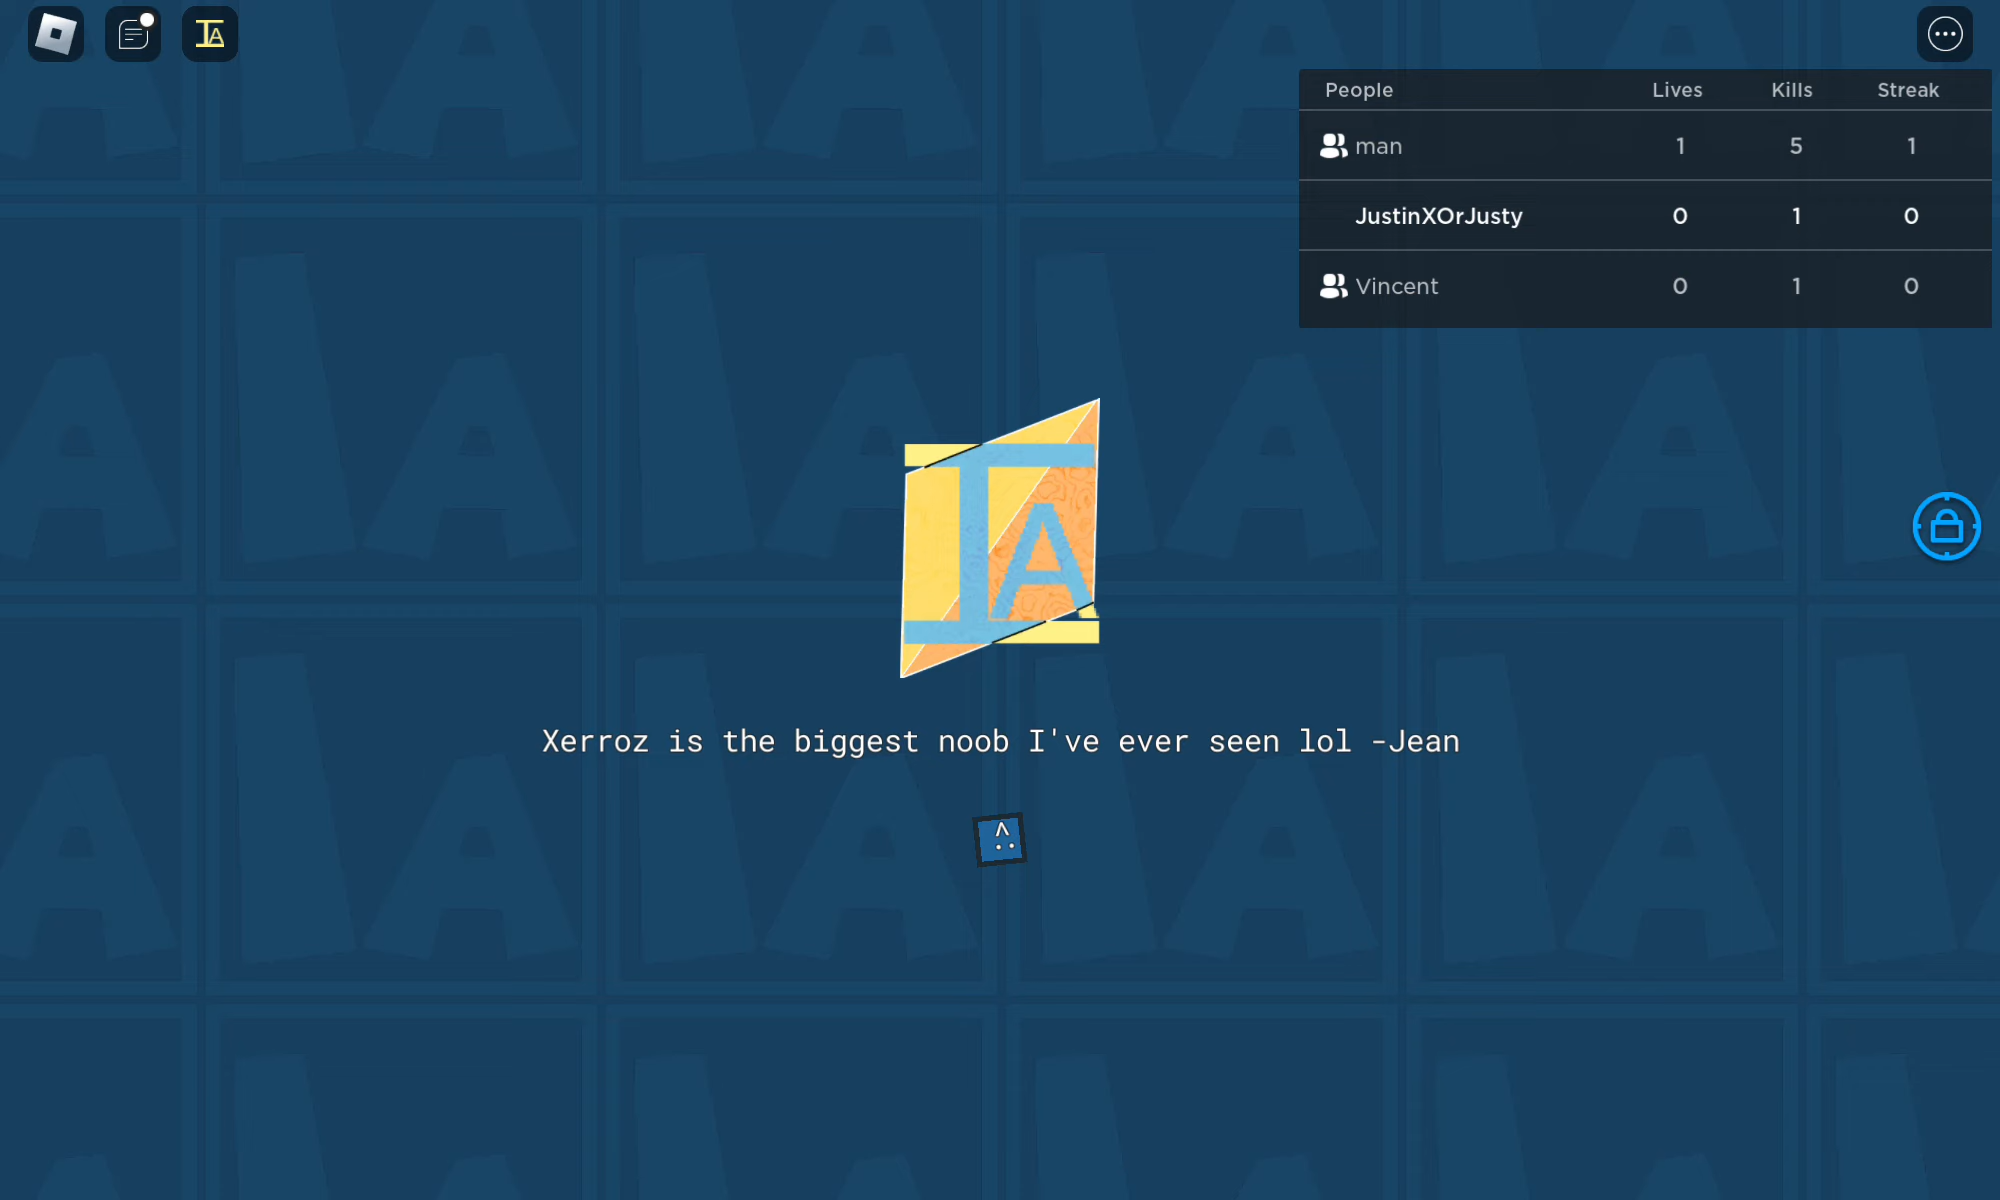 IA
People Lives Kills Streak
man 1 5 1
JustinXOrJusty 0 1 0
Vincent 0 1 0
IA
Xerroz is the biggest noob I've ever seen lol -Jean